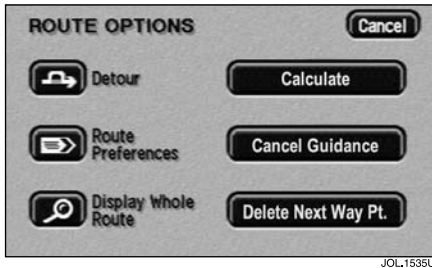 ROUTE OPTIONS
Cancel
Detour
Calculate
Route
Preferences
Cancel Guidance
Display Whole
Route
Delete Next Way Pt.
JOL.1535U